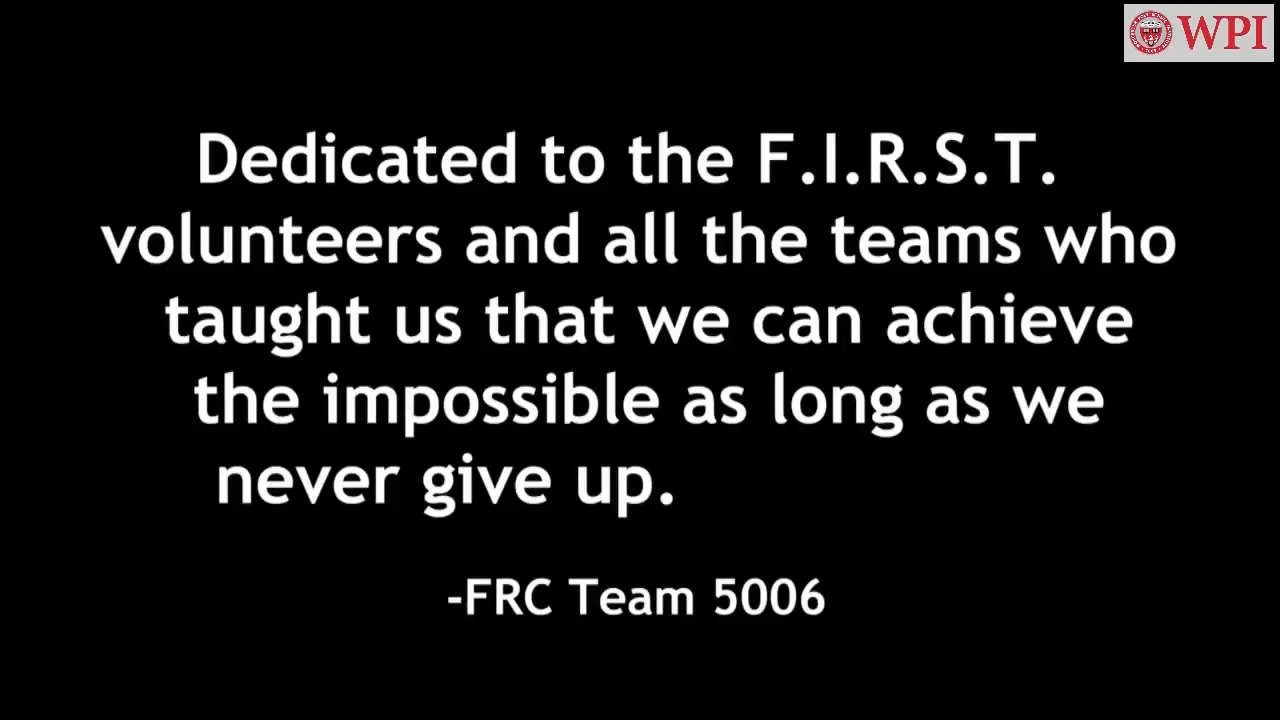 WPI
Dedicated to the F.I.R.S.T.
volunteers and all the teams who
taught us that we can achieve
the impossible as long as we
never give up.
-FRC Team 5006